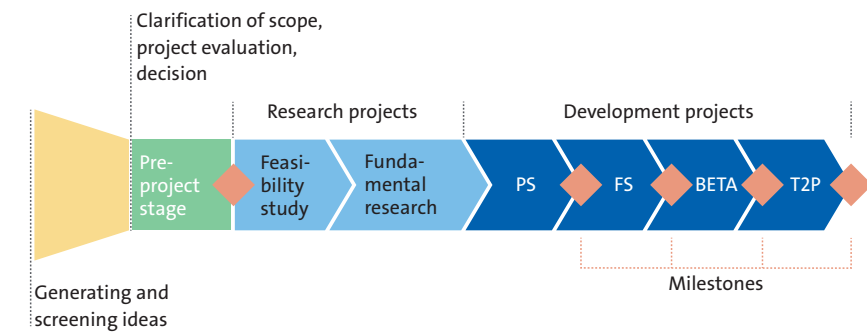 Clarification of scope,
project evaluation,
decision
Research projects
Development projects
Pre-
project
stage
Feasi-
bility
study
Funda-
mental
research
PS
FS
BETA
T2P
Milestones
Generating and
screening ideas